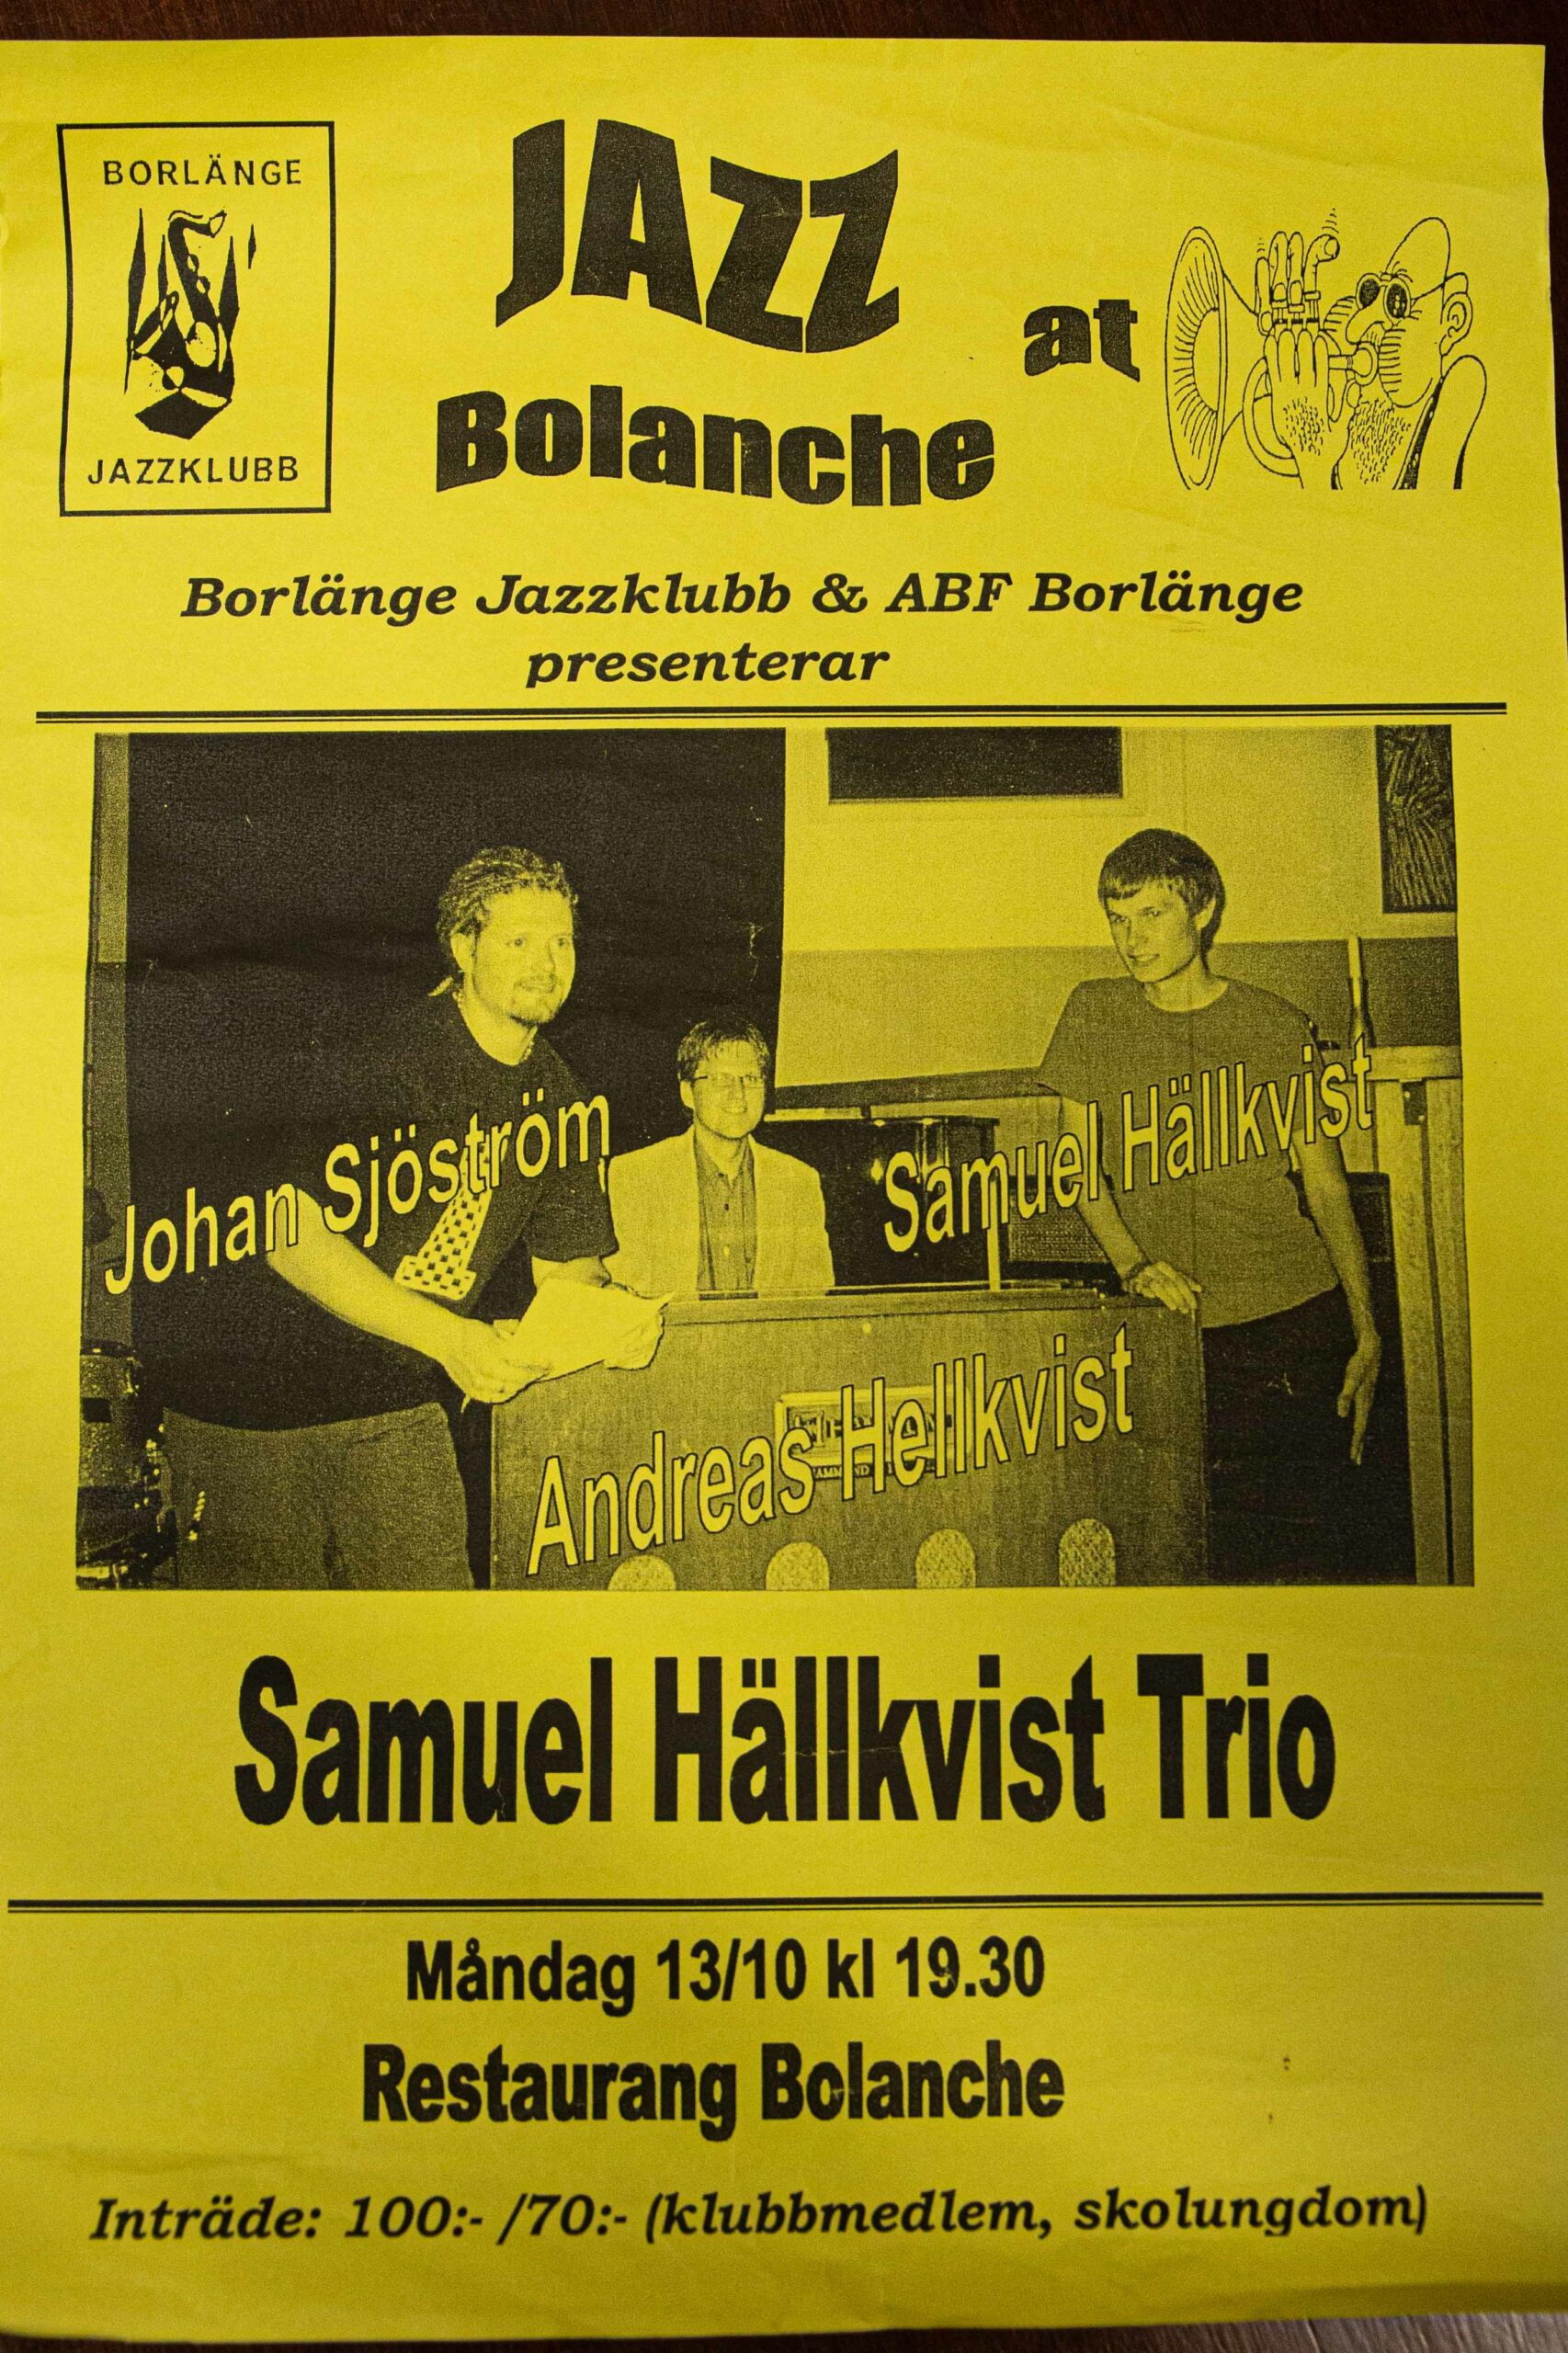 BORLÄNGE
JAZZKLUBB
JAZZ
at
Bolanche
Borlänge Jazzklubb & ABF Borlänge
presenterar
Johan Sjöström
Samuel Hällkvist
Andreas Hellkvist
Samuel Hällkvist Trio
Måndag 13/10 kl 19.30
Restaurang Bolanche
Inträde: 100:- /70:- (klubbmedlem, skolungdom)